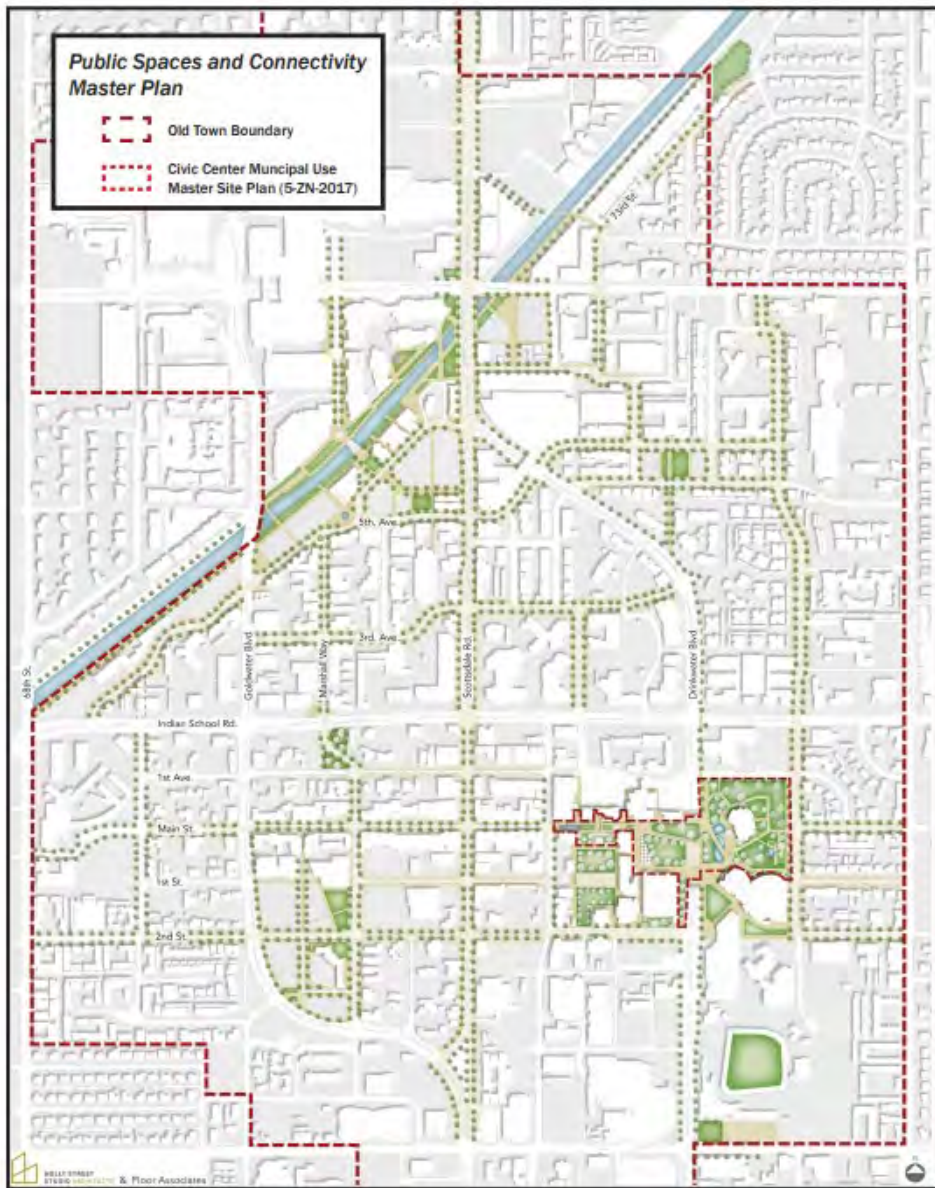 Public Spaces and Connectivity
Master Plan
Old Town Boundary
Civic Center Muncipal Use
Master Site Plan (5-ZN-2017)
73rd St.
5th. Ave.
3rd. Ave.
68th St.
Goldwater Blvd
Marshall Way
Scottsdale Rd.
Drinkwater Blvd
Indian School Rd.
1st Ave.
Main St.
1st St.
2nd St.
STUDIO ARCHITECTS & Floor Associates